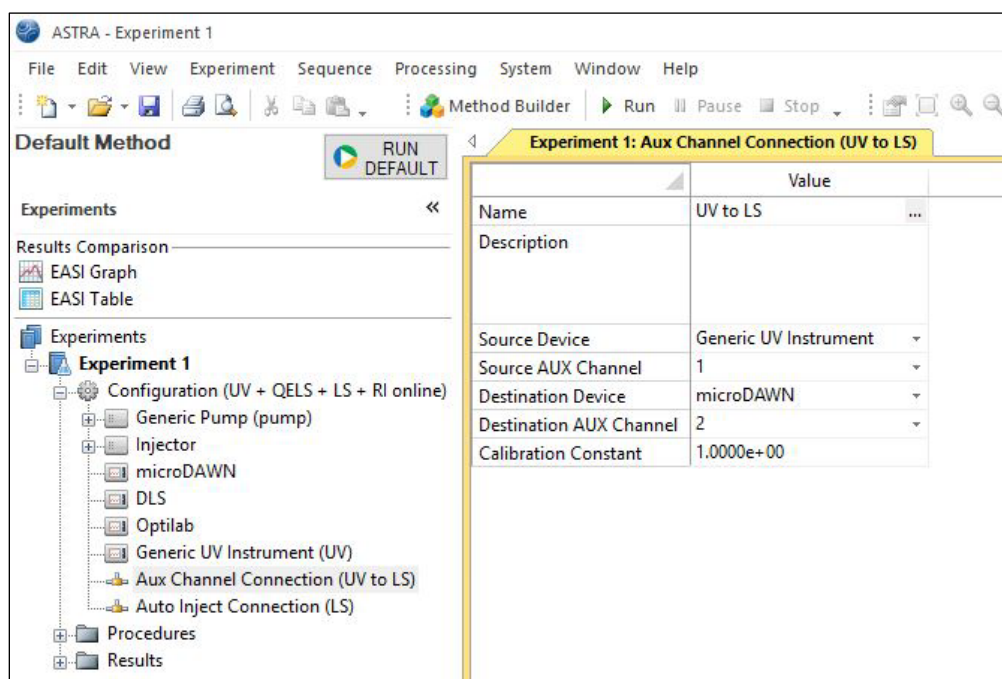 ASTRA - Experiment 1
File Edit View Experiment Sequence Processing System Window Help
Method Builder Run Pause Stop
Default Method
RUN
DEFAULT
Experiments
Results Comparison
EASI Graph
EASI Table
Experiments
Experiment 1
Configuration (UV + QELS + LS + RI online)
Generic Pump (pump)
Injector
microDAWN
DLS
Optilab
Generic UV Instrument (UV)
Aux Channel Connection (UV to LS)
Auto Inject Connection (LS)
Procedures
Results
Experiment 1: Aux Channel Connection (UV to LS)
Value
Name UV to LS ...
Description
Source Device Generic UV Instrument
Source AUX Channel 1
Destination Device microDAWN
Destination AUX Channel 2
Calibration Constant 1.0000e+00